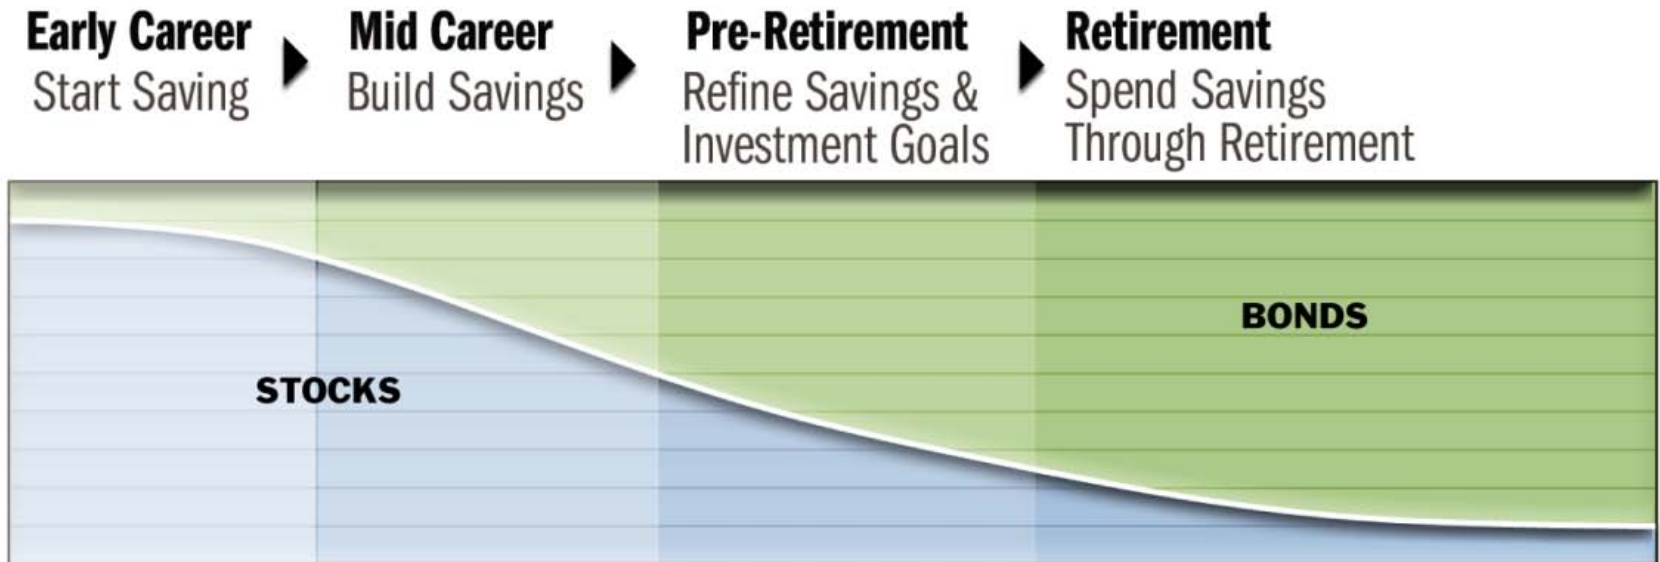 Early Career
Start Saving
Mid Career
Build Savings
Pre-Retirement
Refine Savings &
Investment Goals
Retirement
Spend Savings
Through Retirement
BONDS
STOCKS